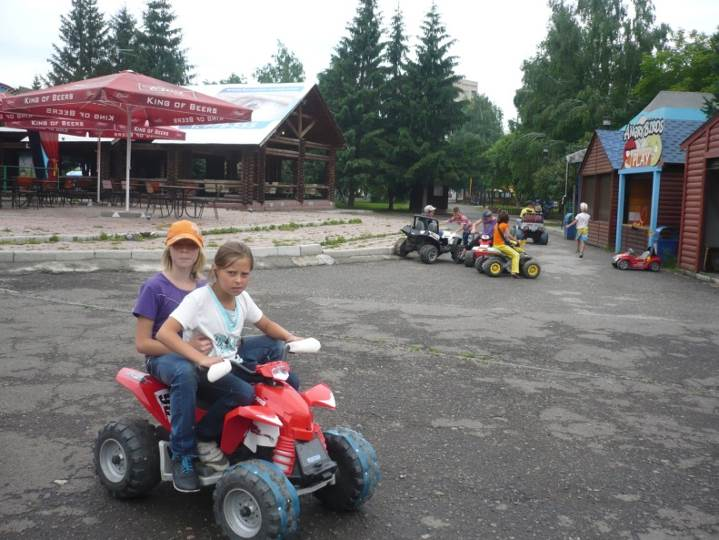 KING OF BEERS
KING OF BEERS
KING OF BEERS
ANGRY BIRDS
PLAY